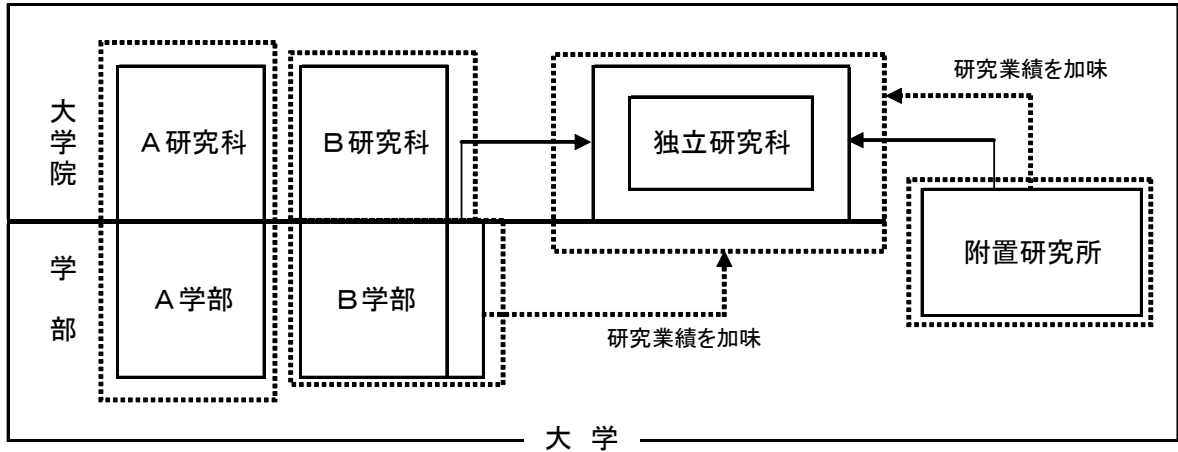 大学院
A研究科
B研究科
独立研究科
研究業績を加味
附置研究所
学部
A学部
B学部
研究業績を加味
大学